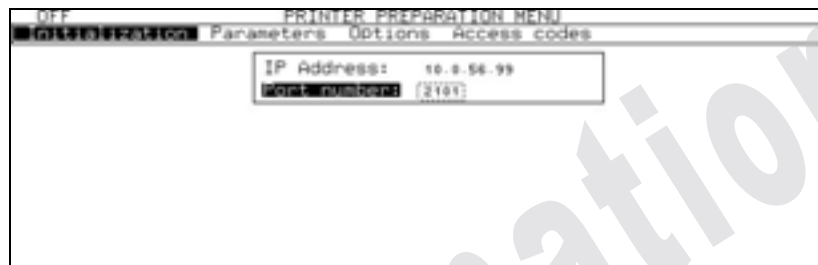 OFF PRINTER PREPARATION MENU
Initialization Parameters Options Access codes
IP Address: 10.0.56.99
Port number: 2101